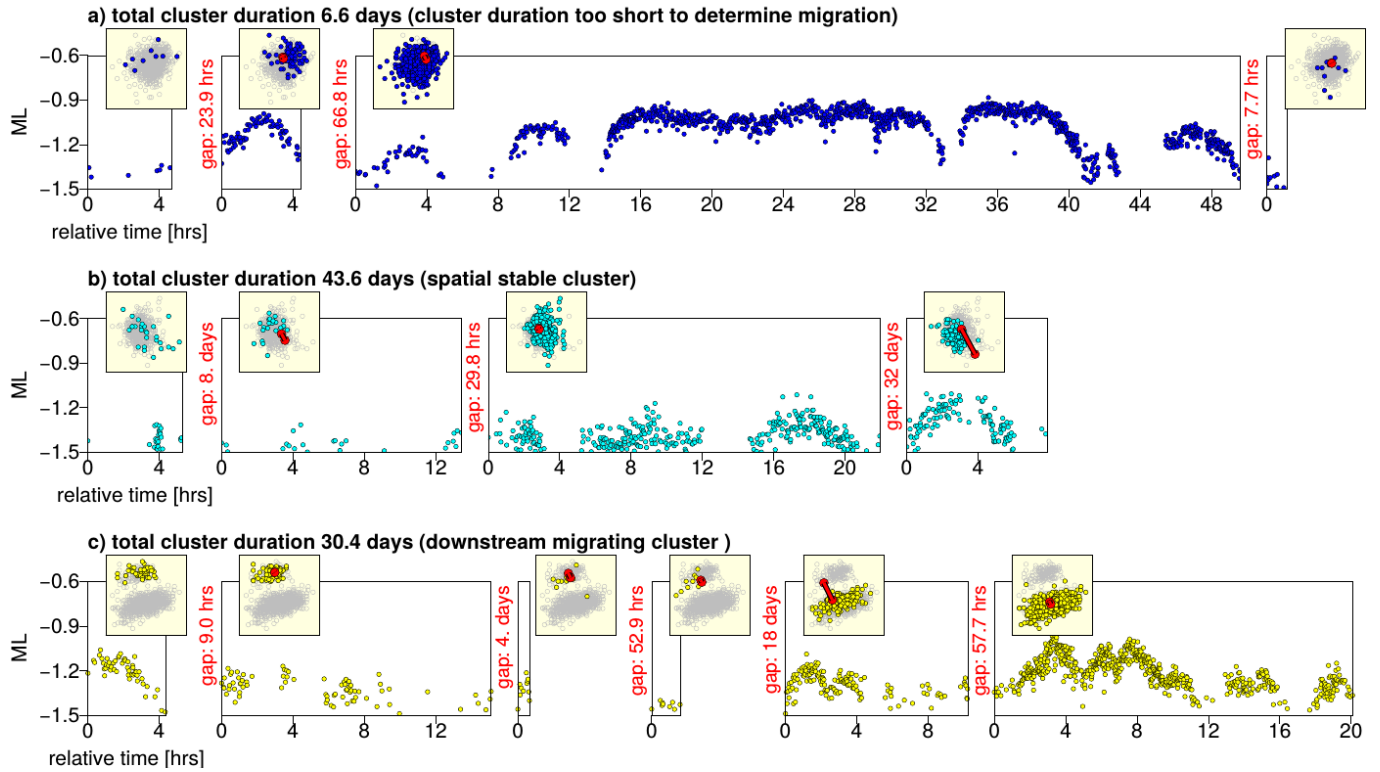 a) total cluster duration 6.6 days (cluster duration too short to determine migration)
ML
−0.6
−0.9
−1.2
−1.5
gap: 23.9 hrs
gap: 66.8 hrs
gap: 7.7 hrs
0 4 0 4 0 4 8 12 16 20 24 28 32 36 40 44 48 0
relative time [hrs]
b) total cluster duration 43.6 days (spatial stable cluster)
ML
−0.6
−0.9
−1.2
−1.5
gap: 8. days
gap: 29.8 hrs
gap: 32 days
0 4 0 4 8 12 0 4 8 12 16 20 0 4
relative time [hrs]
c) total cluster duration 30.4 days (downstream migrating cluster )
ML
−0.6
−0.9
−1.2
−1.5
gap: 9.0 hrs
gap: 4. days
gap: 52.9 hrs
gap: 18 days
gap: 57.7 hrs
0 4 0 4 8 12 0 0 0 4 8 0 4 8 12 16 20
relative time [hrs]